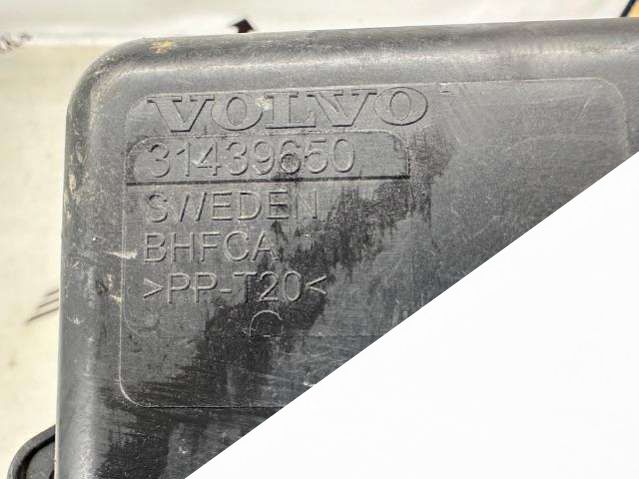 VOLVO
31439650
SWEDEN
BHFCA
>PP-T20<